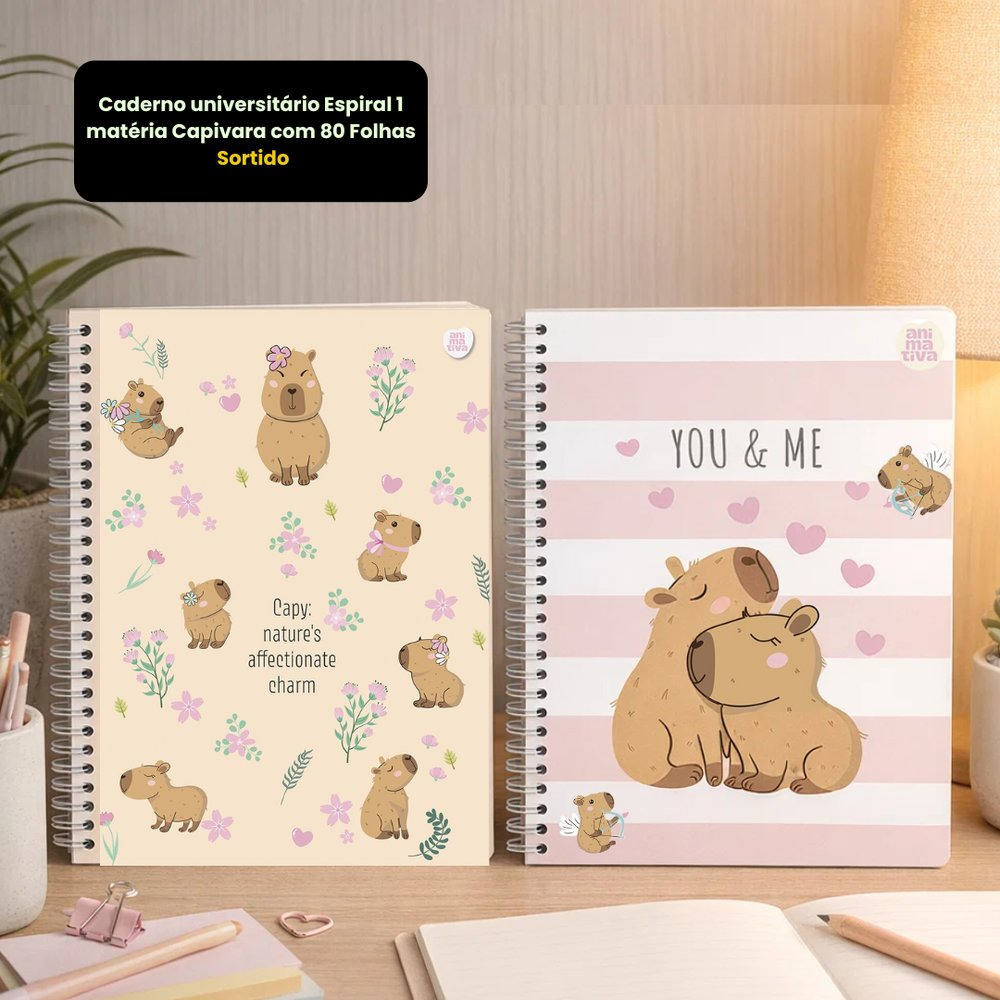 Caderno universitário Espiral 1
matéria Capivara com 80 Folhas
Sortido
ani
ma
tiva
Capy:
nature's
affectionate
charm
ani
ma
tiva
YOU & ME